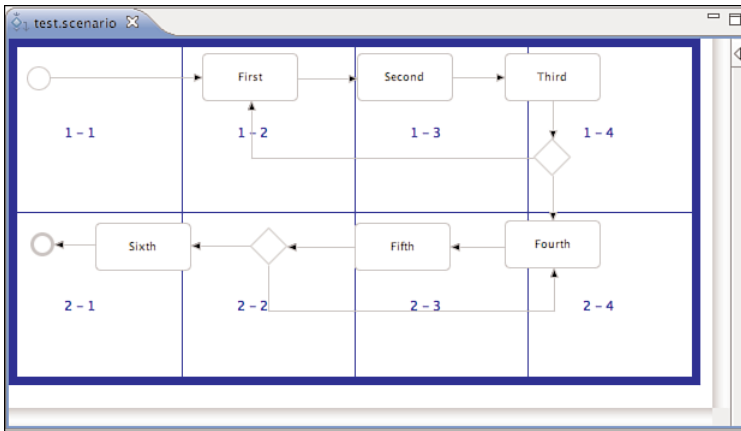 test.scenario
First
Second
Third
1 – 1
1 – 2
1 – 3
1 – 4
Sixth
Fifth
Fourth
2 – 1
2 – 2
2 – 3
2 – 4